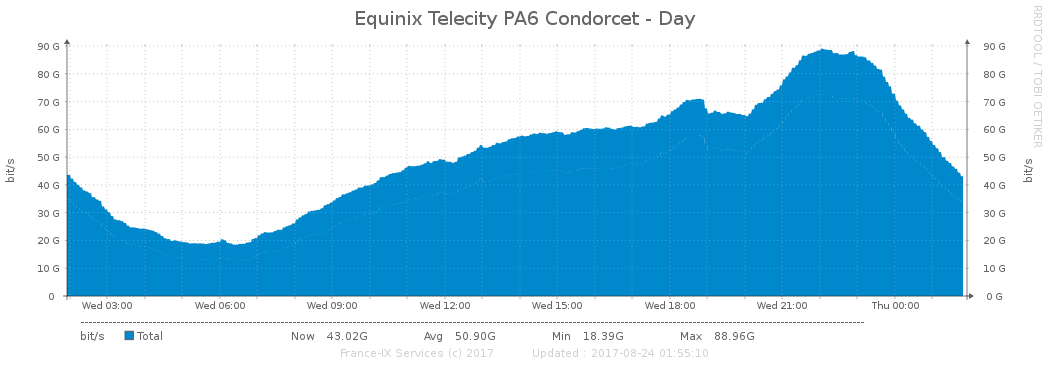 Equinix Telecity PA6 Condorcet - Day
RRDTOOL / TOBI OETIKER
bit/s
90 G 90 G
80 G 80 G
70 G 70 G
60 G 60 G
50 G 50 G
40 G 40 G
30 G 30 G
20 G 20 G
10 G 10 G
0 0 G
bit/s
Wed 03:00 Wed 06:00 Wed 09:00 Wed 12:00 Wed 15:00 Wed 18:00 Wed 21:00 Thu 00:00
bit/s Total Now 43.02G Avg 50.90G Min 18.39G Max 88.96G
France-IX Services (c) 2017 Updated : 2017-08-24 01:55:10